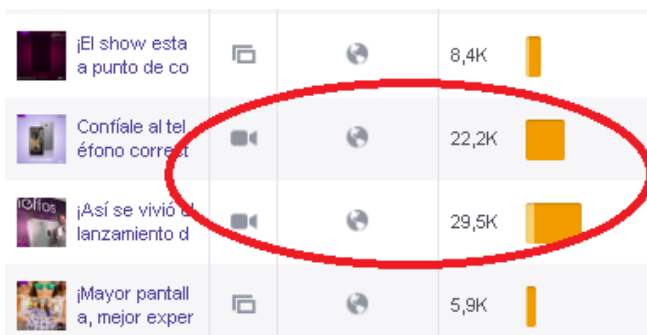 ¡El show esta
a punto de co
8,4K
Confíale al tel
éfono correct
22,2K
¡Así se vivió el
lanzamiento d
29,5K
¡Mayor pantall
a, mejor exper
5,9K